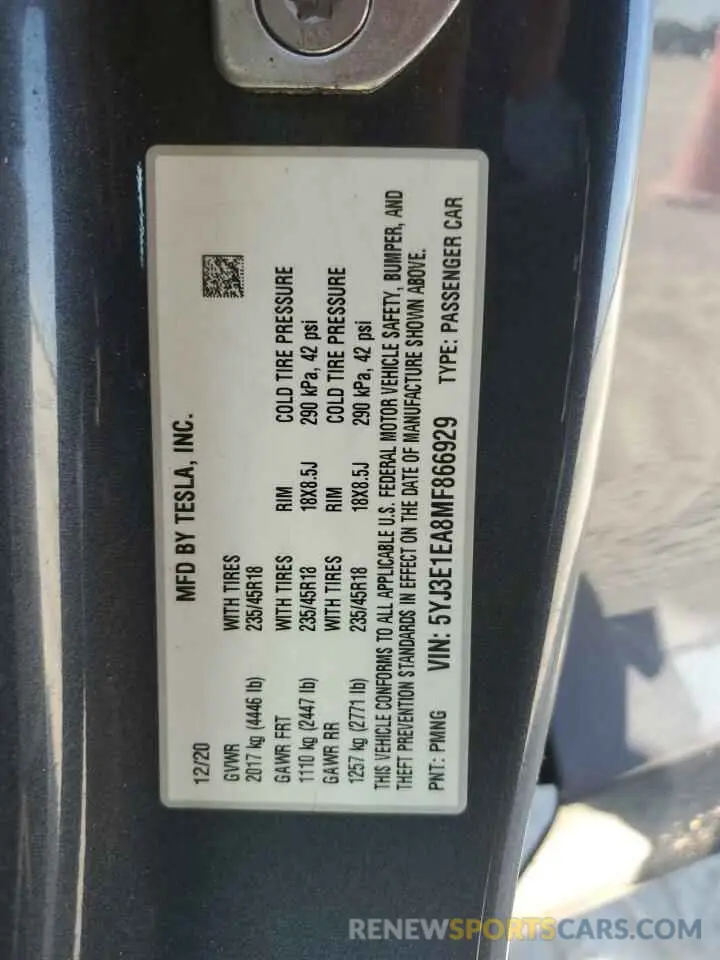 MFD BY TESLA, INC.
12/20
GVWR WITH TIRES
2017 kg (4446 lb) 235/45R18
GAWR FRT WITH TIRES RIM COLD TIRE PRESSURE
1110 kg (2447 lb) 235/45R18 18X8.5J 290 kPa, 42 psi
GAWR RR WITH TIRES RIM COLD TIRE PRESSURE
1257 kg (2771 lb) 235/45R18 18X8.5J 290 kPa, 42 psi
THIS VEHICLE CONFORMS TO ALL APPLICABLE U.S. FEDERAL MOTOR VEHICLE SAFETY, BUMPER, AND
THEFT PREVENTION STANDARDS IN EFFECT ON THE DATE OF MANUFACTURE SHOWN ABOVE.
PNT: PMNG VIN: 5YJ3E1EA8MF866929 TYPE: PASSENGER CAR
RENEWSPORTSCARS.COM